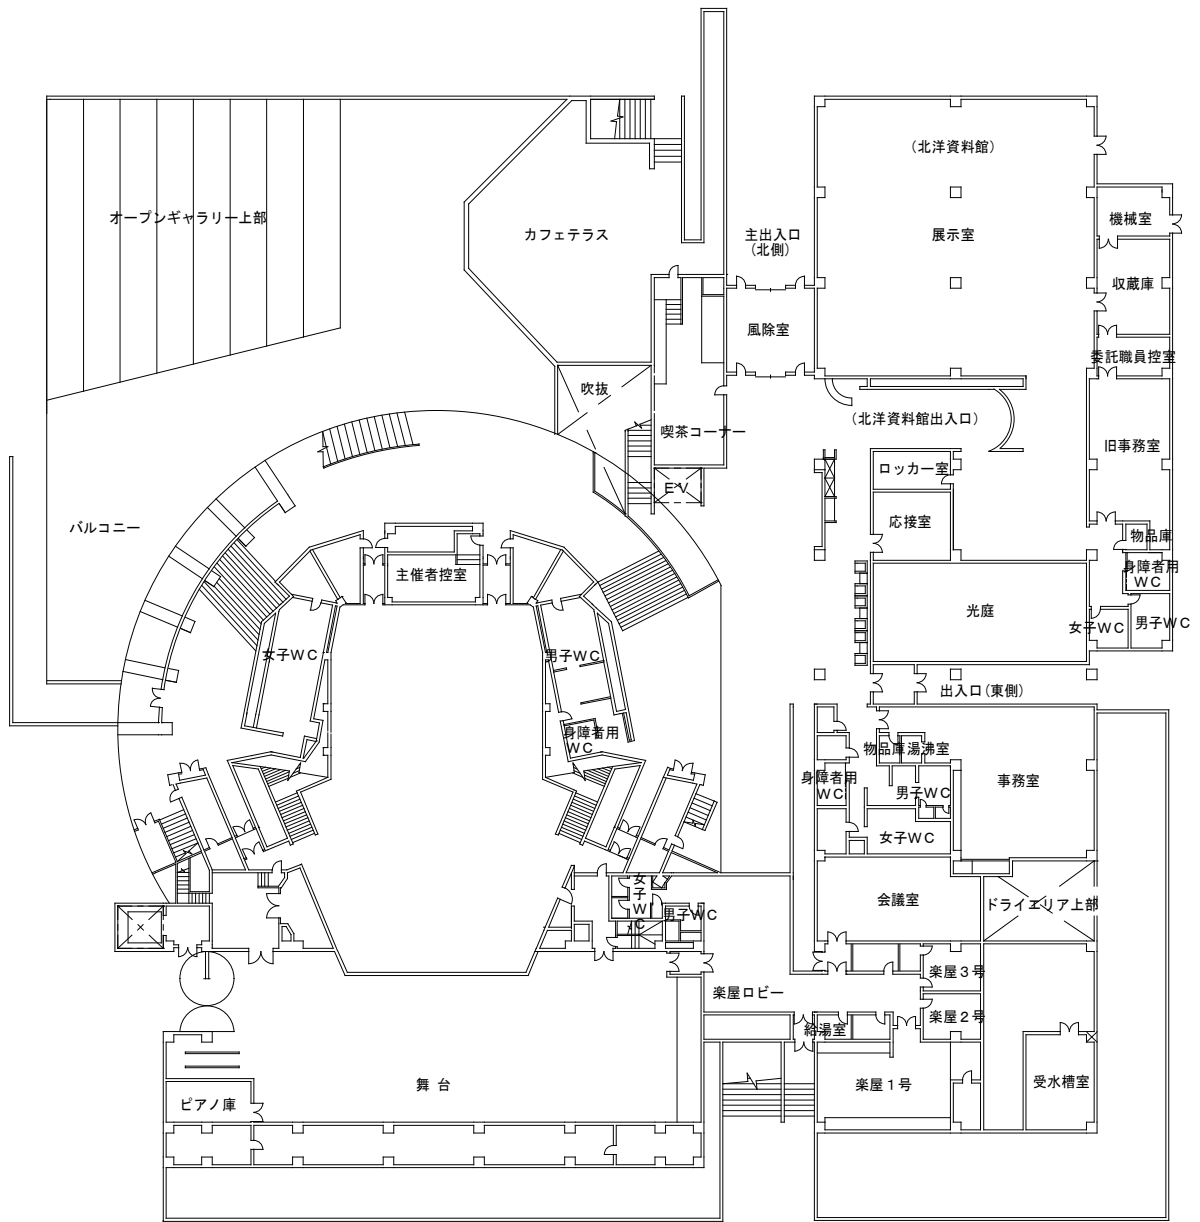 (北洋資料館)
オープンギャラリー上部
機械室
カフェテラス
主出入口
(北側)
展示室
収蔵庫
風除室
委託職員控室
吹抜
(北洋資料館出入口)
喫茶コーナー
旧事務室
ロッカー室
EV
応接室
バルコニー
物品庫
主催者控室
身障者用
WC
光庭
女子WC
男子WC
女子WC
男子WC
出入口(東側)
身障者用
WC
物品庫
湯沸室
身障者用
WC
男子WC
事務室
女子WC
会議室
ドライエリア上部
女子WC
男子WC
楽屋3号
楽屋ロビー
楽屋2号
給湯室
舞台
楽屋1号
受水槽室
ピアノ庫